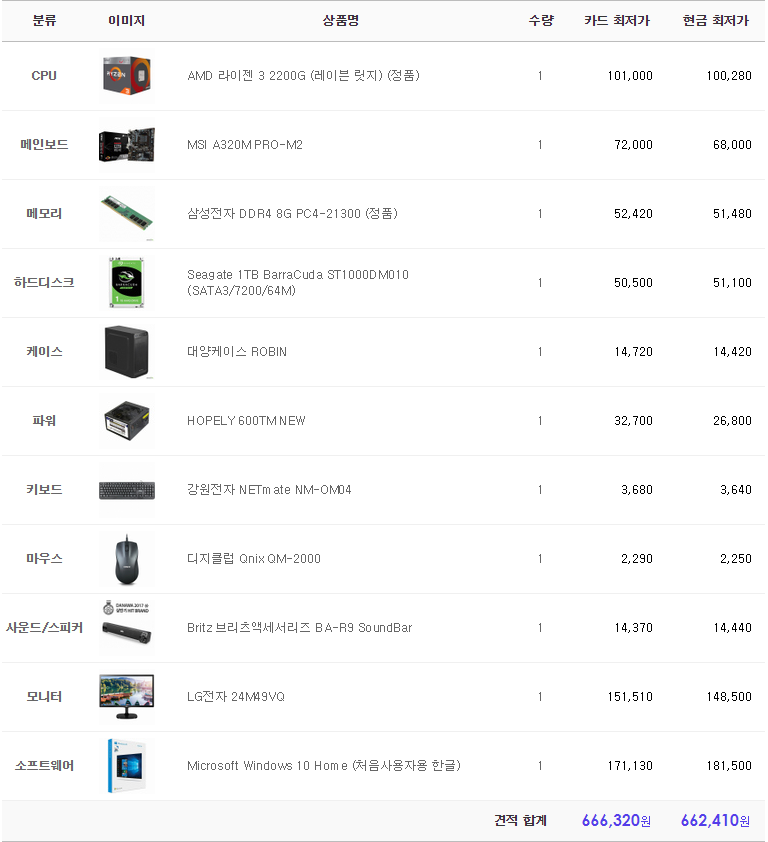 분류 이미지 상품명 수량 카드 최저가 현금 최저가
RYZEN
CPU AMD 라이젠 3 2200G (레이븐 릿지) (정품) 1 101,000 100,280
메인보드 MSI A320M PRO-M2 1 72,000 68,000
메모리 삼성전자 DDR4 8G PC4-21300 (정품) 1 52,420 51,480
하드디스크 Seagate 1TB BarraCuda ST1000DM010
(SATA3/7200/64M) 1 50,500 51,100
BARRACUDA
1
케이스 대양케이스 ROBIN 1 14,720 14,420
파워 HOPELY 600TM NEW 1 32,700 26,800
키보드 강원전자 NETmate NM-OM04 1 3,680 3,640
마우스 디지클럽 Qnix QM-2000 1 2,290 2,250
DANAWA 2017
HIT BRAND
사운드/스피커 Britz 브리츠액세서리즈 BA-R9 SoundBar 1 14,370 14,440
모니터 LG전자 24M49VQ 1 151,510 148,500
소프트웨어 Microsoft Windows 10 Home (처음사용자용 한글) 1 171,130 181,500
견적 합계 666,320원 662,410원